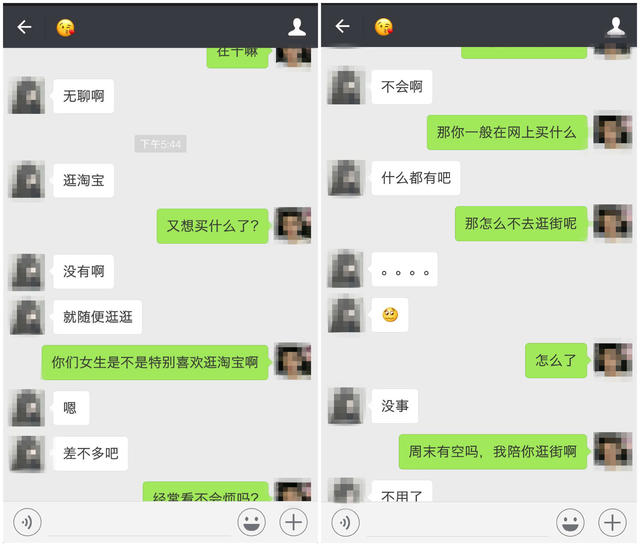 在干嘛
无聊啊
下午5:44
逛淘宝
又想买什么了?
没有啊
就随便逛逛
你们女生是不是特别喜欢逛淘宝啊
嗯
差不多吧
经常看不会烦吗?
不会啊
那你一般在网上买什么
什么都有吧
那怎么不去逛街呢
。。。。
怎么了
没事
周末有空吗，我陪你逛街啊
不用了